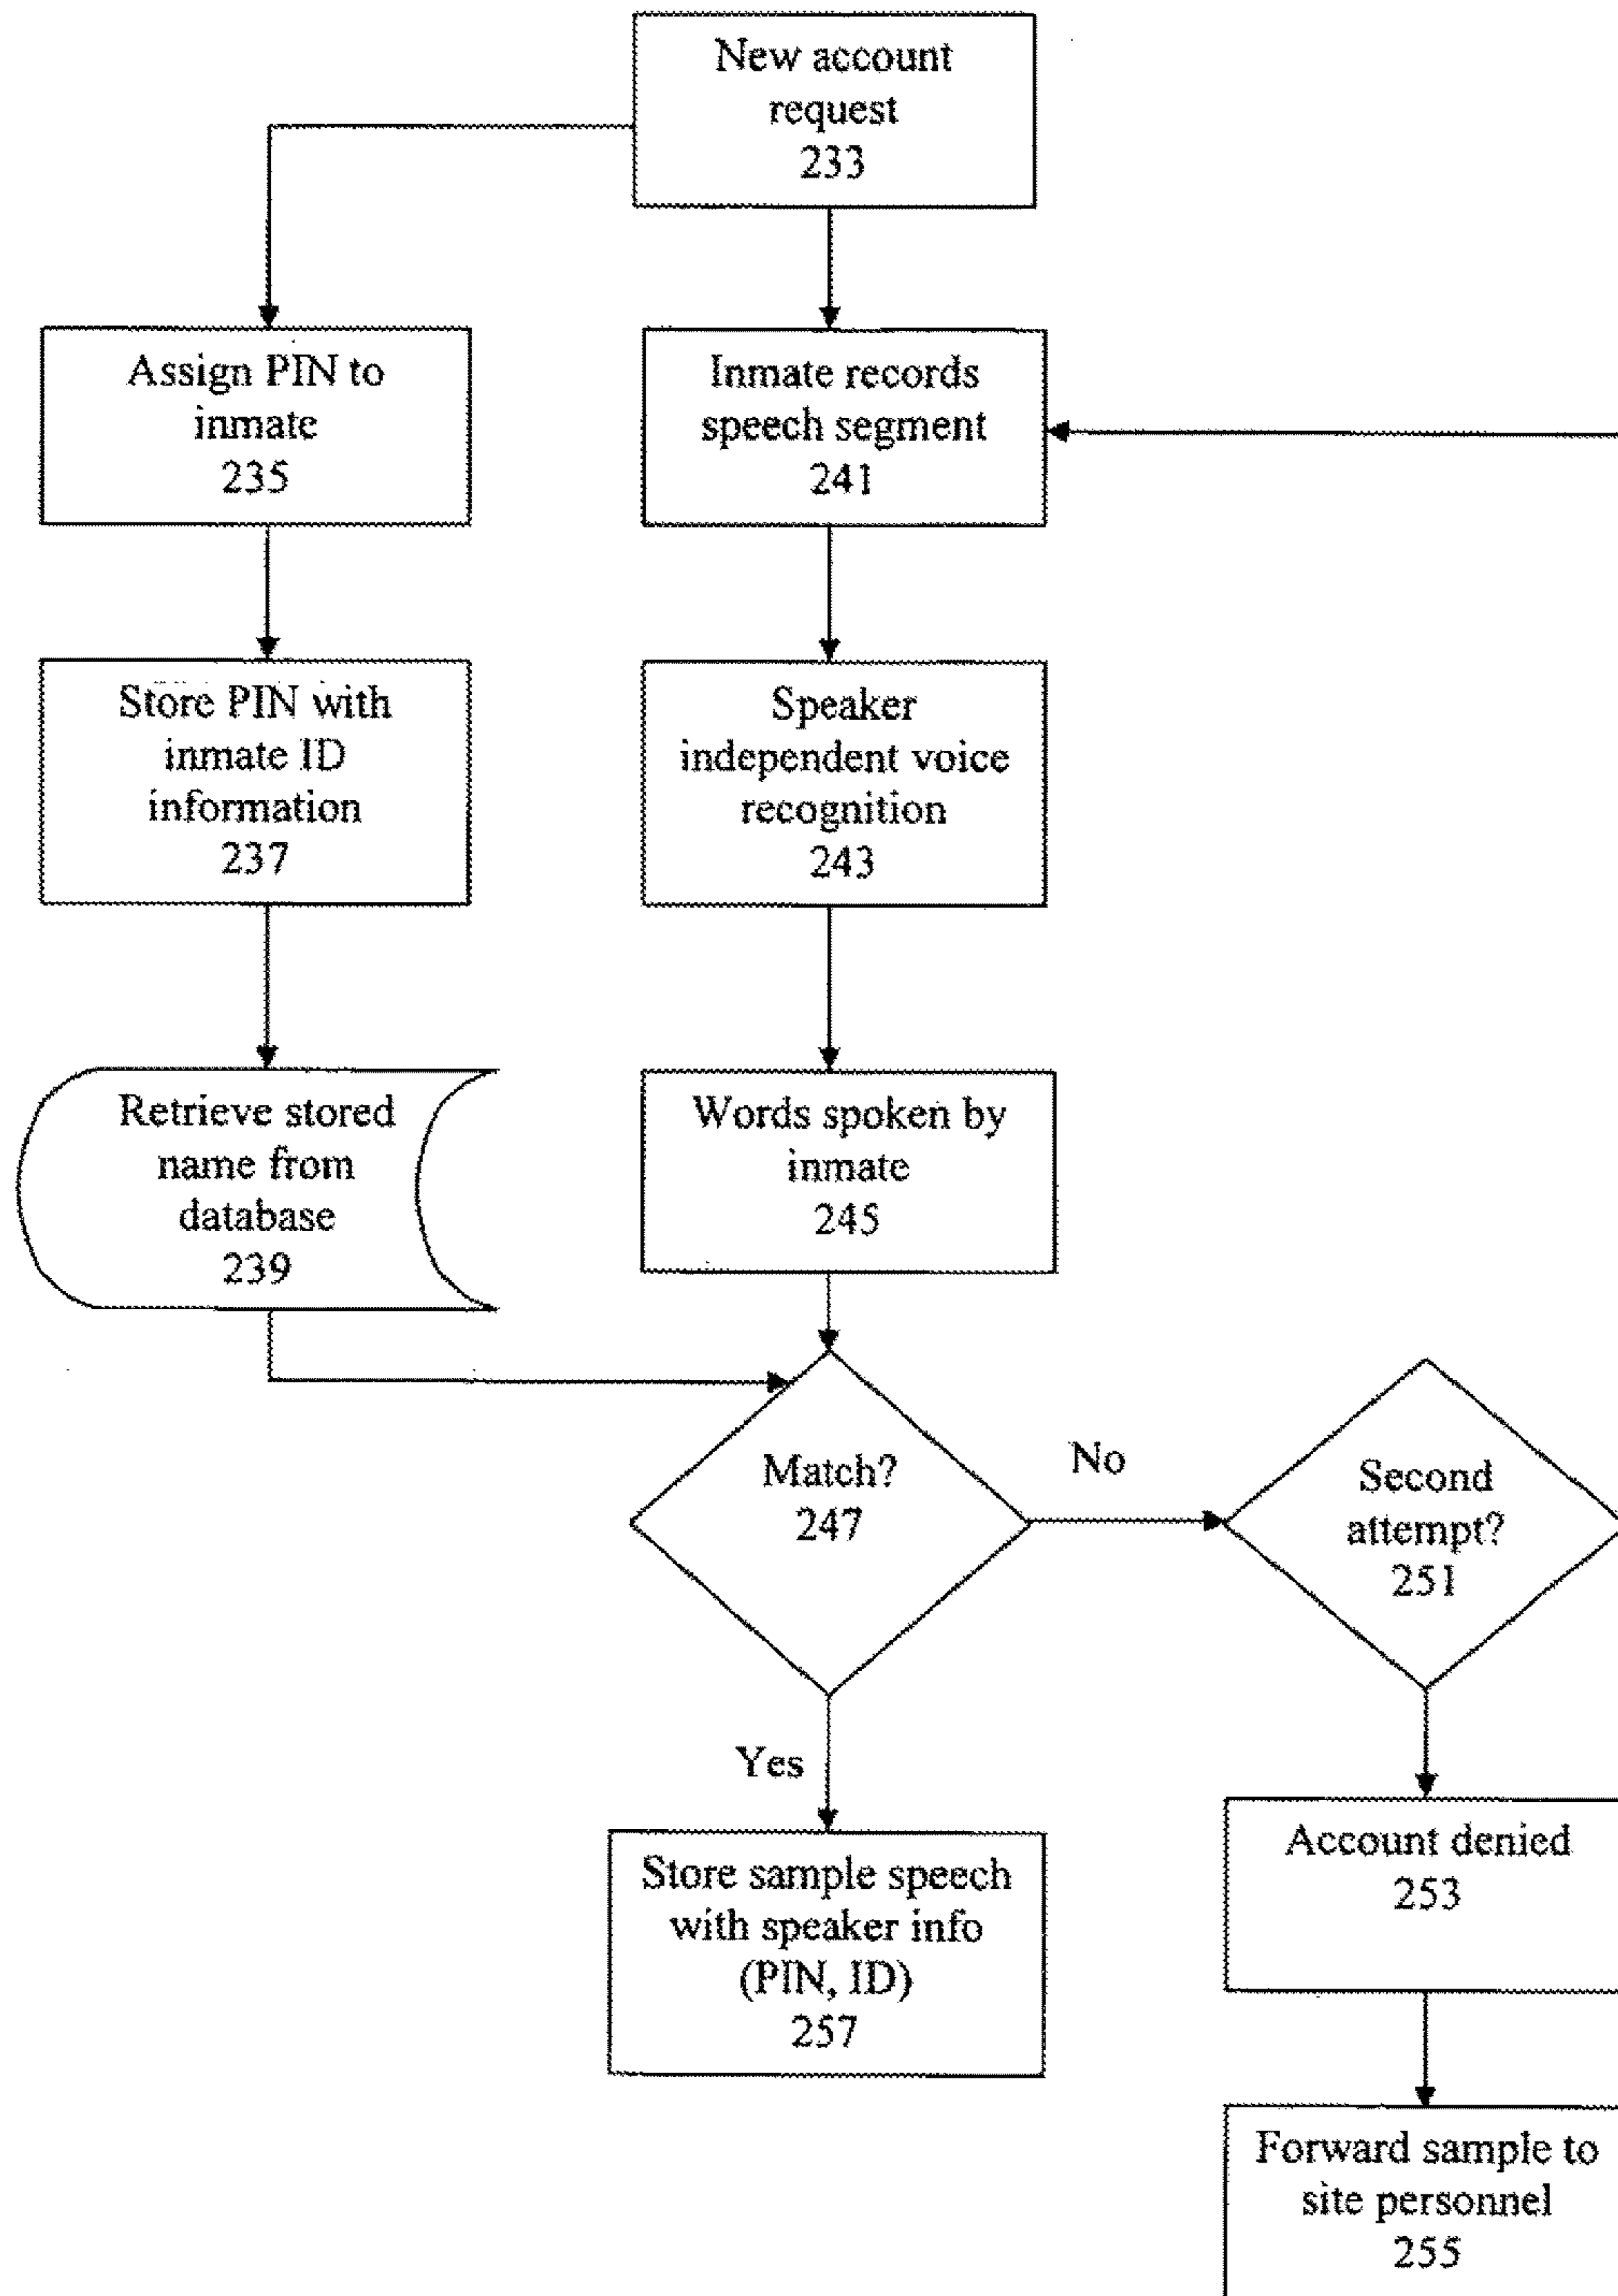 New account
request
233
Assign PIN to
inmate
235
Inmate records
speech segment
241
Store PIN with
inmate ID
information
237
Speaker
independent voice
recognition
243
Retrieve stored
name from
database
239
Words spoken by
inmate
245
Match?
247
No
Second
attempt?
251
Yes
Store sample speech
with speaker info
(PIN, ID)
257
Account denied
253
Forward sample to
site personnel
255